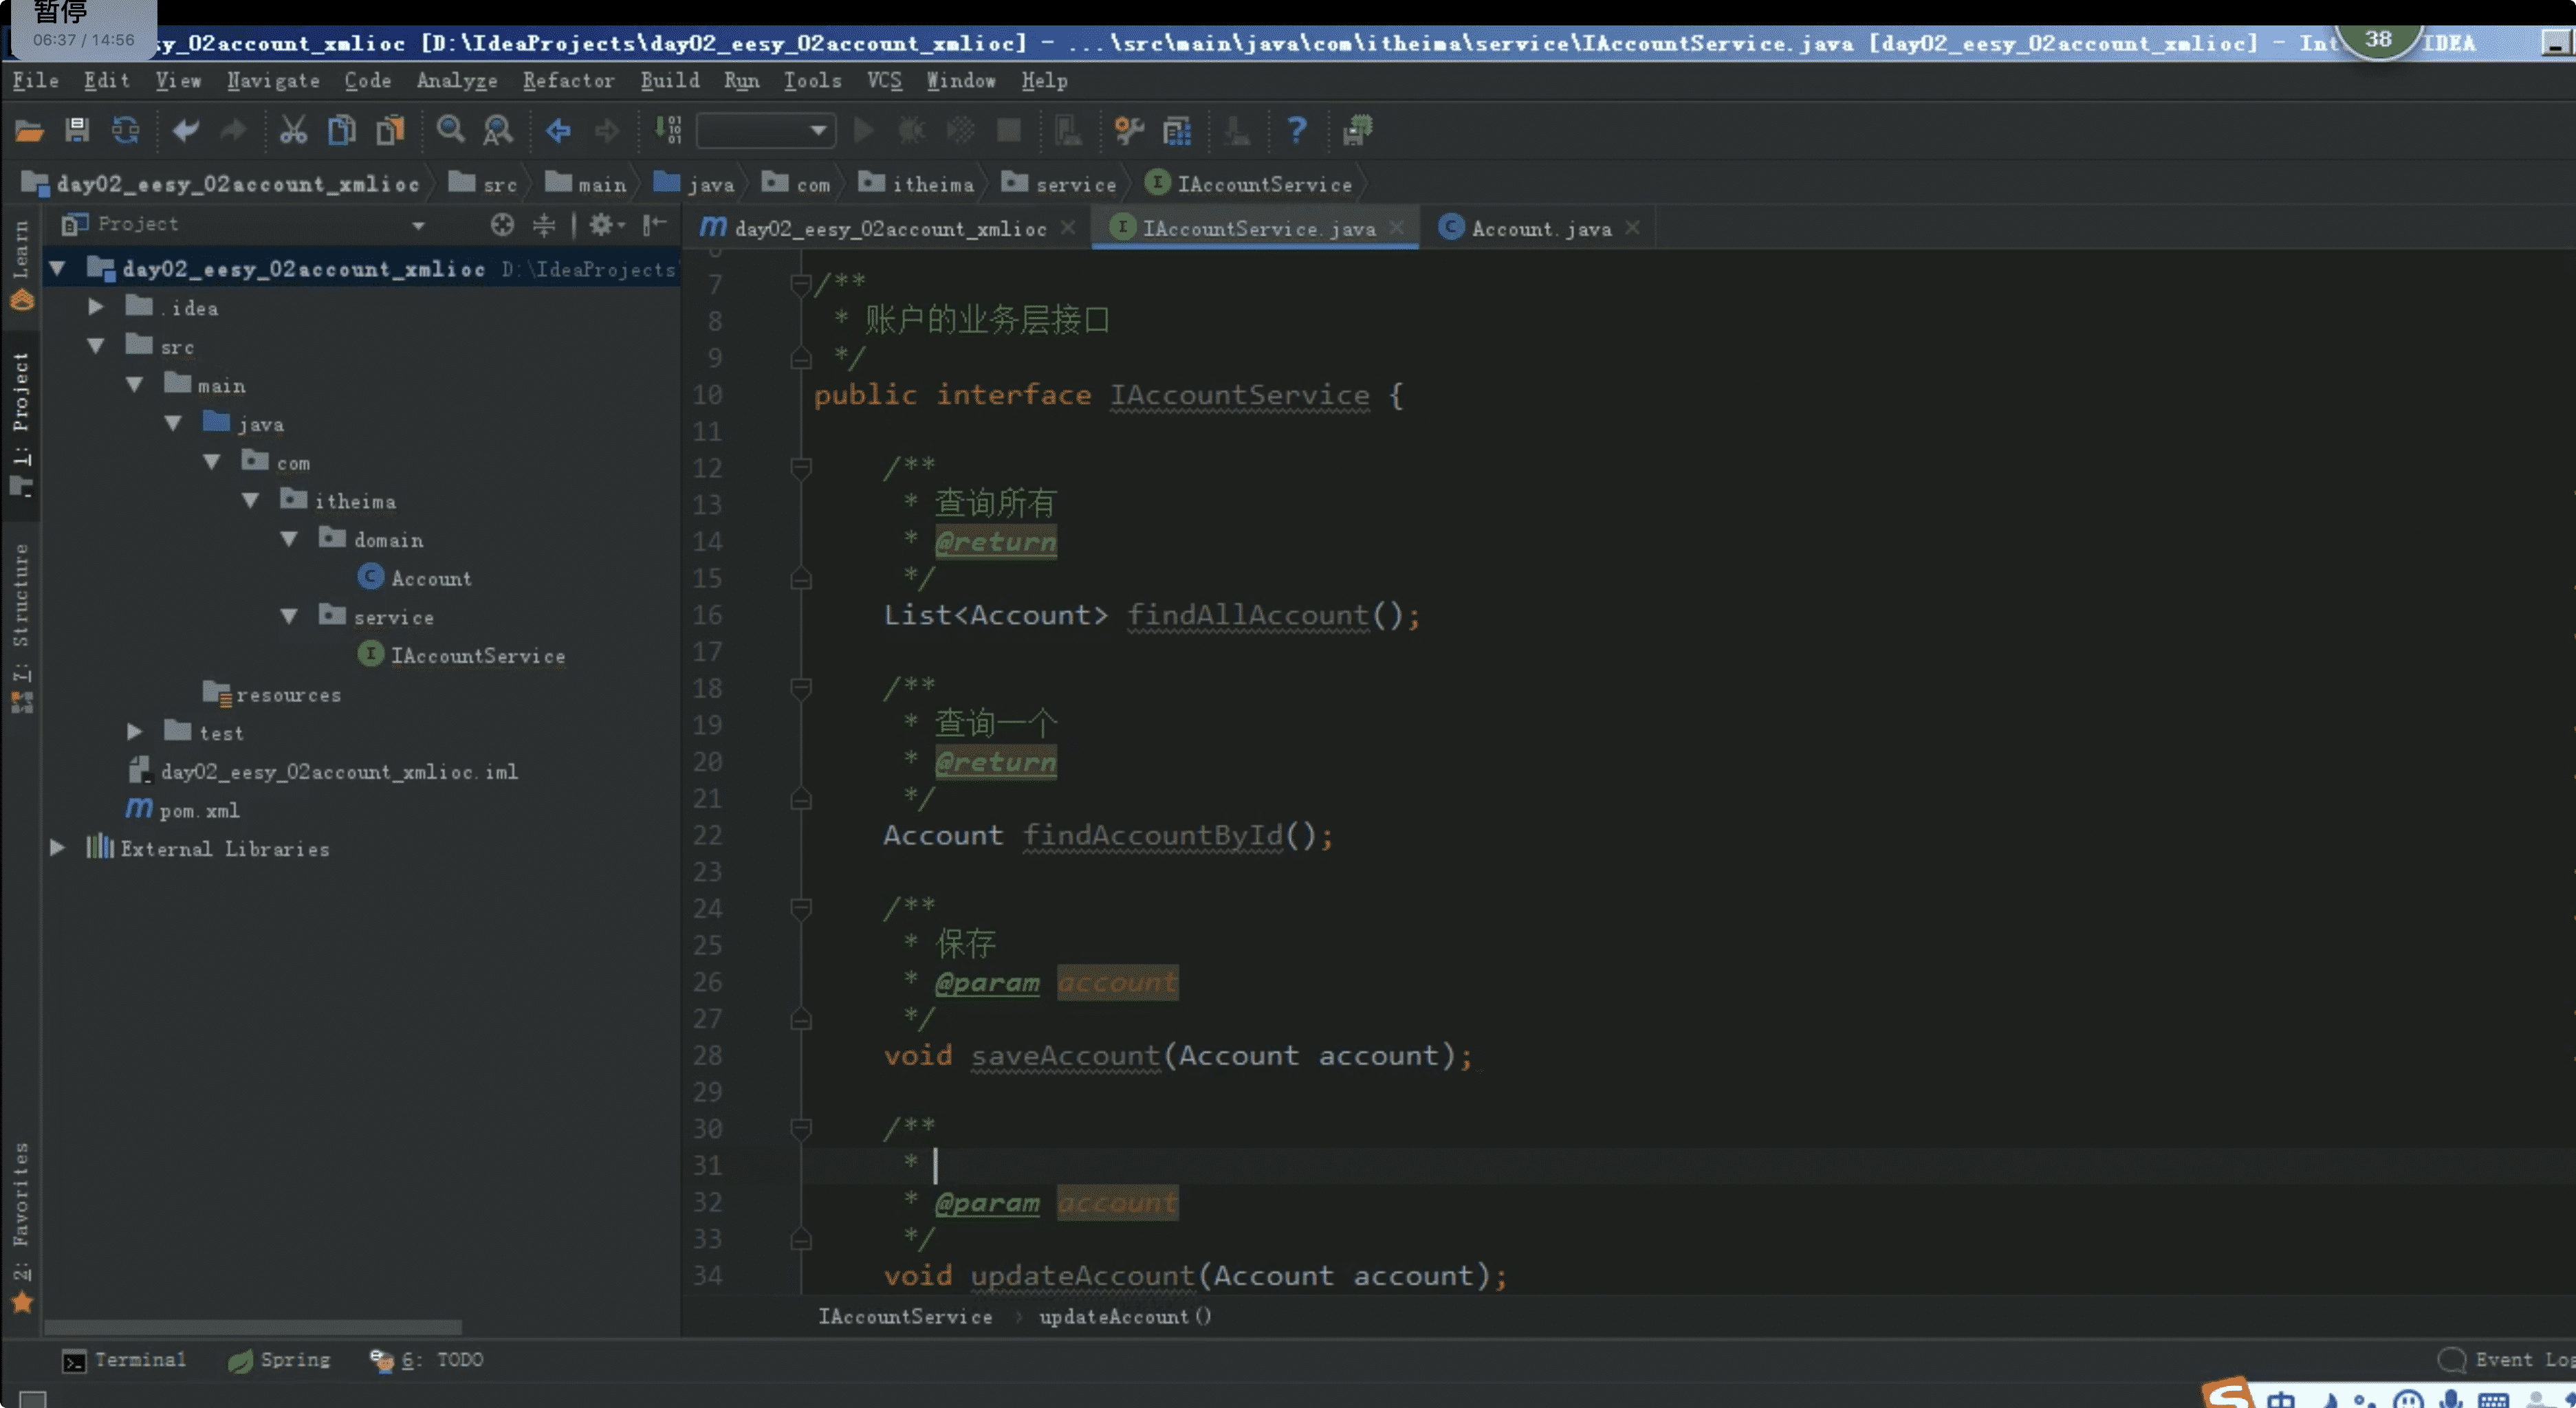 暂停
06:37 / 14:56
sy_02account_xmlioc [D:\IdeaProjects\day02_eesy_02account_xmlioc] - ...\src\main\java\com\itheima\service\IAccountService.java [day02_eesy_02account_xmlioc] - Int IDEA
38
File Edit View Navigate Code Analyze Refactor Build Run Tools VCS Window Help
day02_eesy_02account_xmlioc src main java com itheima service IAccountService
Project
day02_eesy_02account_xmlioc IAccountService.java Account.java
Learn
1: Project
7: Structure
2: Favorites
day02_eesy_02account_xmlioc D:\IdeaProjects
.idea
src
main
java
com
itheima
domain
Account
service
IAccountService
resources
test
day02_eesy_02account_xmlioc.iml
pom.xml
External Libraries
7 /**
8 * 账户的业务层接口
9 */
10 public interface IAccountService {
11
12 /**
13 * 查询所有
14 * @return
15 */
16 List<Account> findAllAccount();
17
18 /**
19 * 查询一个
20 * @return
21 */
22 Account findAccountById();
23
24 /**
25 * 保存
26 * @param account
27 */
28 void saveAccount(Account account);
29
30 /**
31 *
32 * @param account
33 */
34 void updateAccount(Account account);
IAccountService › updateAccount()
Terminal Spring 6: TODO
Event Log
中